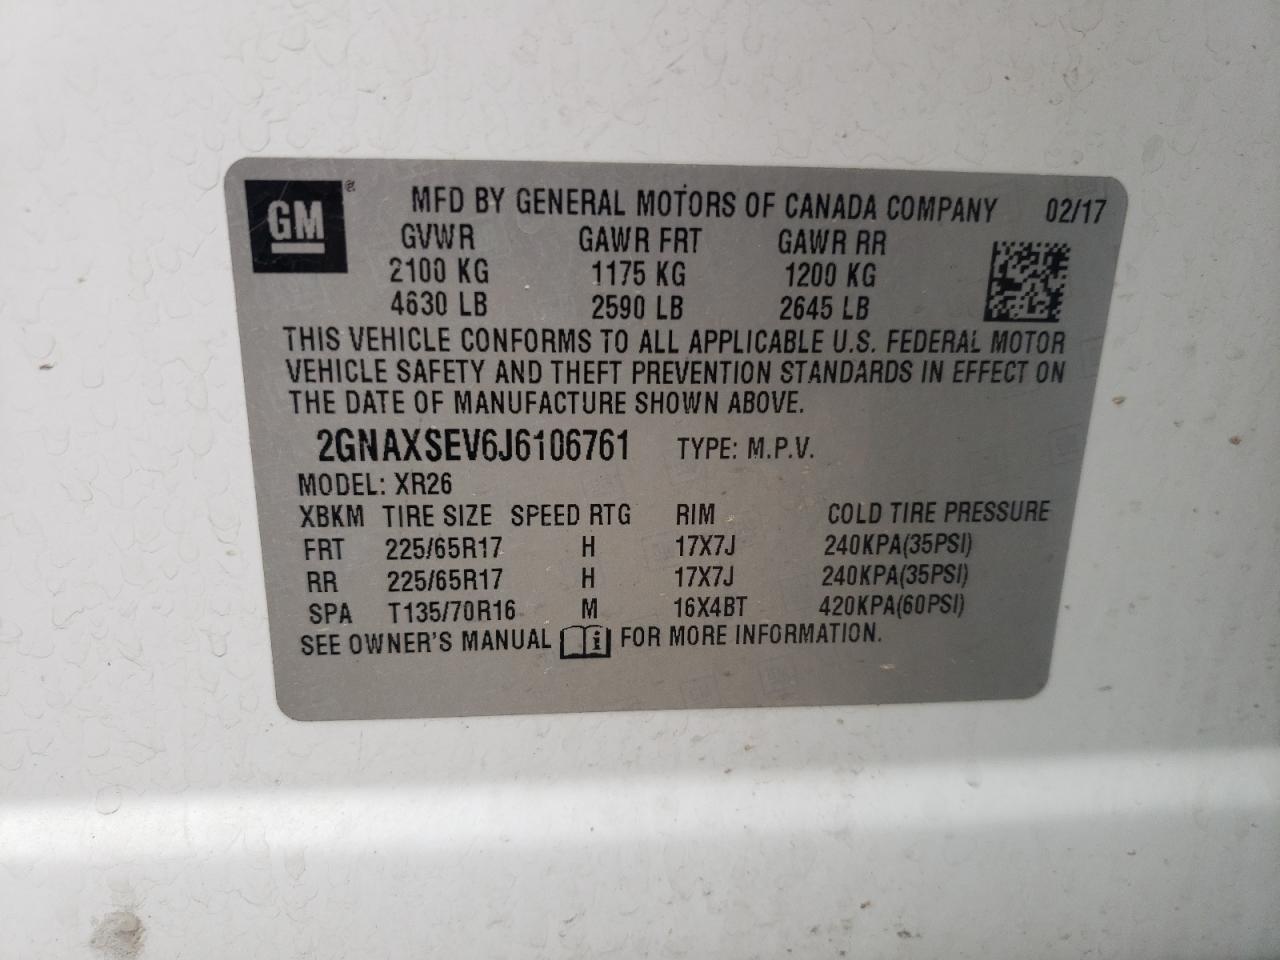 GM ® MFD BY GENERAL MOTORS OF CANADA COMPANY 02/17
GVWR GAWR FRT GAWR RR
2100 KG 1175 KG 1200 KG
4630 LB 2590 LB 2645 LB
THIS VEHICLE CONFORMS TO ALL APPLICABLE U.S. FEDERAL MOTOR
VEHICLE SAFETY AND THEFT PREVENTION STANDARDS IN EFFECT ON
THE DATE OF MANUFACTURE SHOWN ABOVE.
2GNAXSEV6J6106761 TYPE: M.P.V.
MODEL: XR26
XBKM TIRE SIZE SPEED RTG RIM COLD TIRE PRESSURE
FRT 225/65R17 H 17X7J 240KPA(35PSI)
RR 225/65R17 H 17X7J 240KPA(35PSI)
SPA T135/70R16 M 16X4BT 420KPA(60PSI)
SEE OWNER'S MANUAL i FOR MORE INFORMATION.